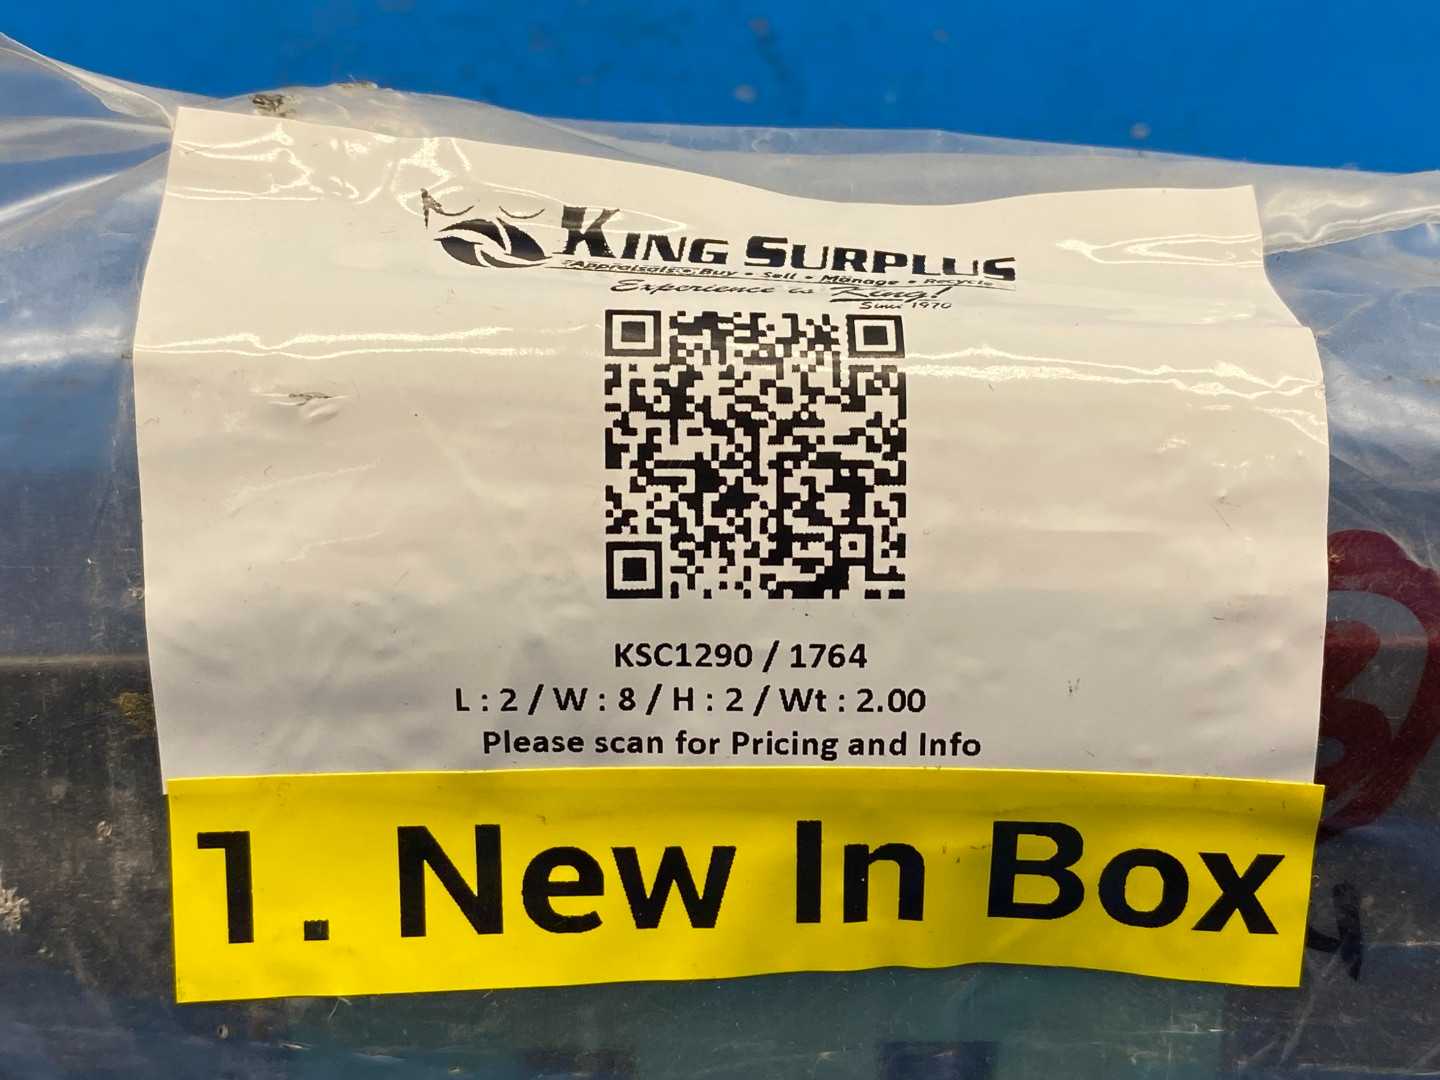 KING SURPLUS
Appraisals • Buy • Sell • Manage • Recycle
Experience is King!
Since 1970
KSC1290 / 1764
L : 2 / W : 8 / H : 2 / Wt : 2.00
Please scan for Pricing and Info
1. New In Box